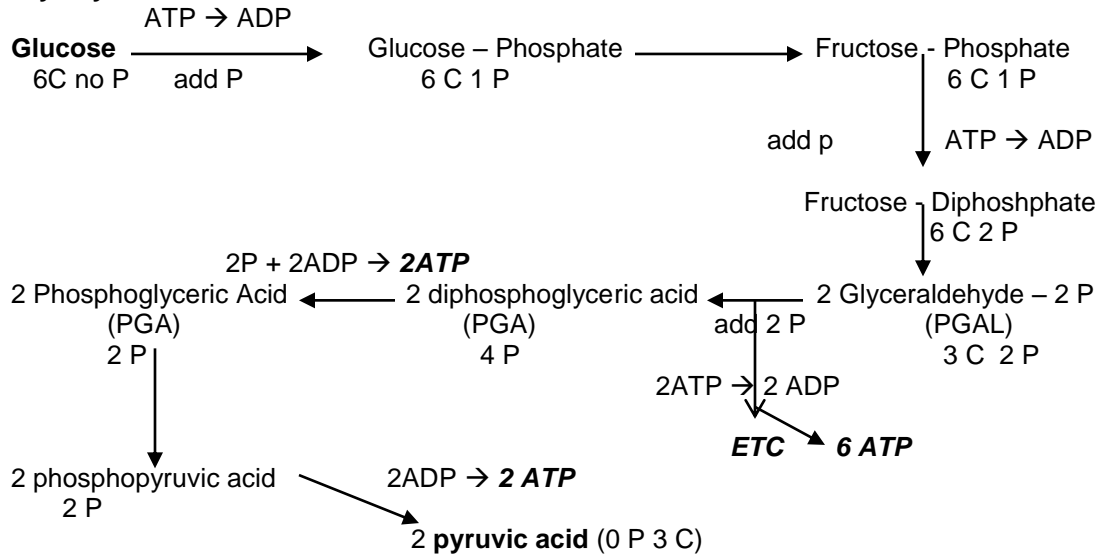 ATP → ADP
Glucose Glucose – Phosphate Fructose - Phosphate
6C no P add P 6 C 1 P 6 C 1 P
add p ATP → ADP
Fructose - Diphoshphate
6 C 2 P
2P + 2ADP → 2ATP
2 Phosphoglyceric Acid 2 diphosphoglyceric acid 2 Glyceraldehyde – 2 P
(PGA) (PGA) add 2 P (PGAL)
2 P 4 P 3 C 2 P
2ATP → 2 ADP
ETC 6 ATP
2 phosphopyruvic acid 2ADP → 2 ATP
2 P
2 pyruvic acid (0 P 3 C)